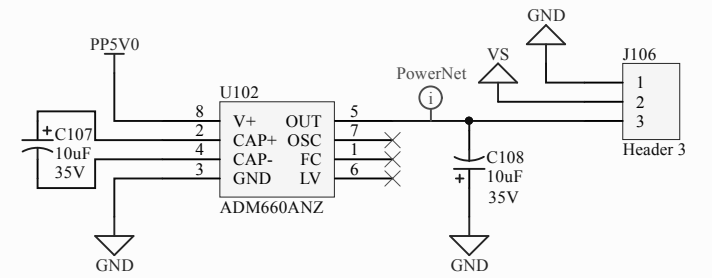 GND
PP5V0
VS
J106
PowerNet
i
U102
1
2
3
Header 3
8
2
4
3
V+
CAP+
CAP-
GND
OUT
OSC
FC
LV
5
7
1
6
ADM660ANZ
+
C107
10uF
35V
C108
+
10uF
35V
GND
GND